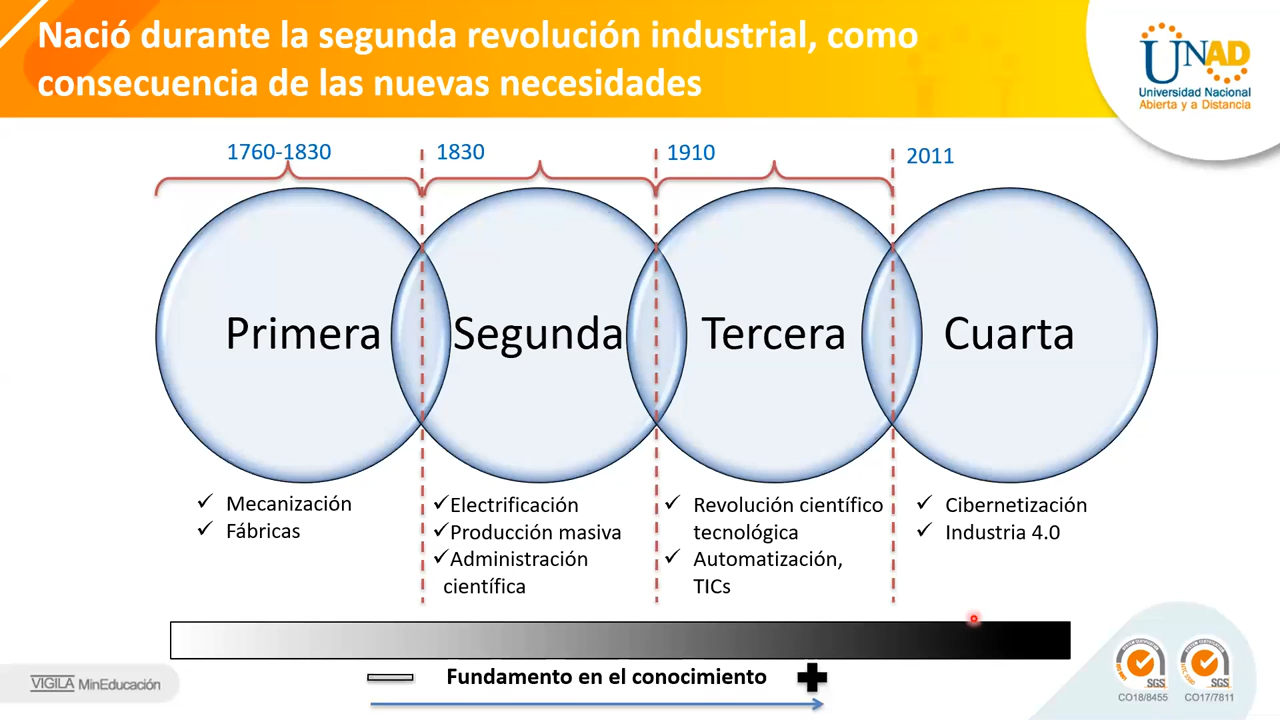 Nació durante la segunda revolución industrial, como
consecuencia de las nuevas necesidades
UNAD
Universidad Nacional
Abierta y a Distancia
1760-1830
1830
1910
2011
Primera
Segunda
Tercera
Cuarta
✓ Mecanización
✓ Fábricas
✓Electrificación
✓Producción masiva
✓Administración
científica
✓ Revolución científico
tecnológica
✓ Automatización,
TICs
✓ Cibernetización
✓ Industria 4.0
Fundamento en el conocimiento
VIGILA MinEducación
SGS
CO18/8455
SGS
CO17/7811